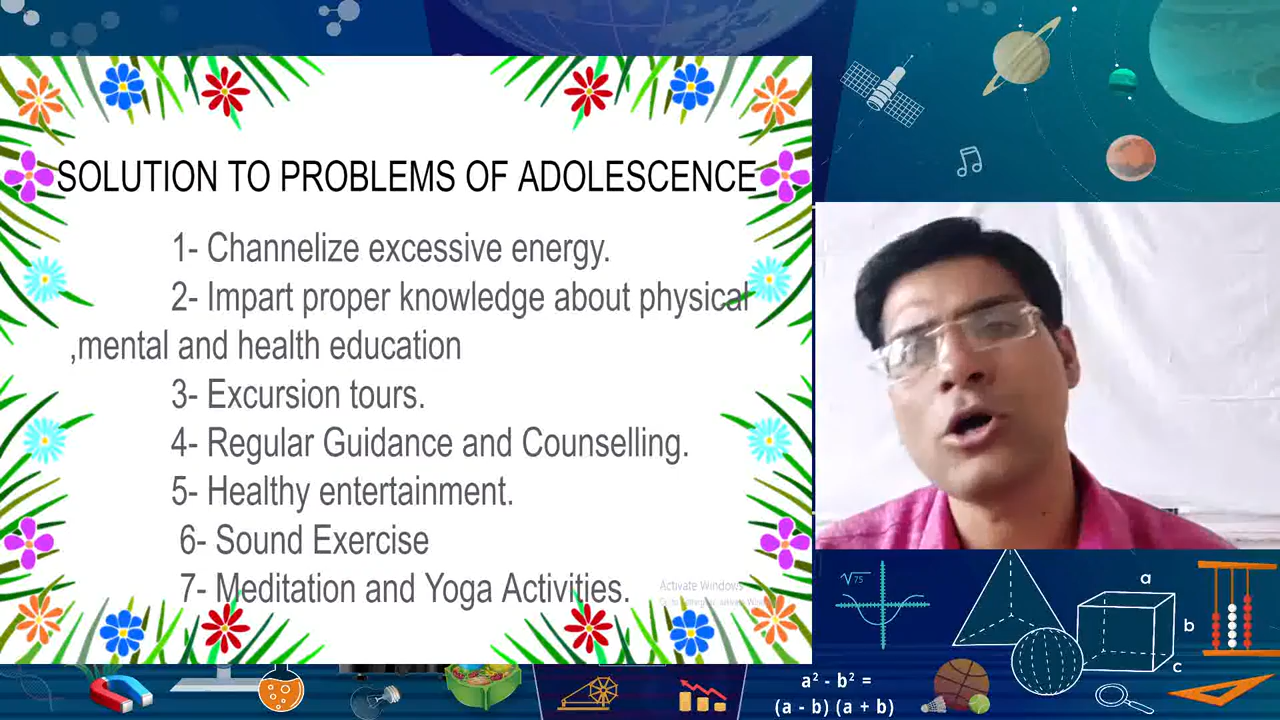 SOLUTION TO PROBLEMS OF ADOLESCENCE
1- Channelize excessive energy.
2- Impart proper knowledge about physical
,mental and health education
3- Excursion tours.
4- Regular Guidance and Counselling.
5- Healthy entertainment.
6- Sound Exercise
7- Meditation and Yoga Activities.
Activate Windows
√75
a
b
c
a² - b² =
(a - b) (a + b)